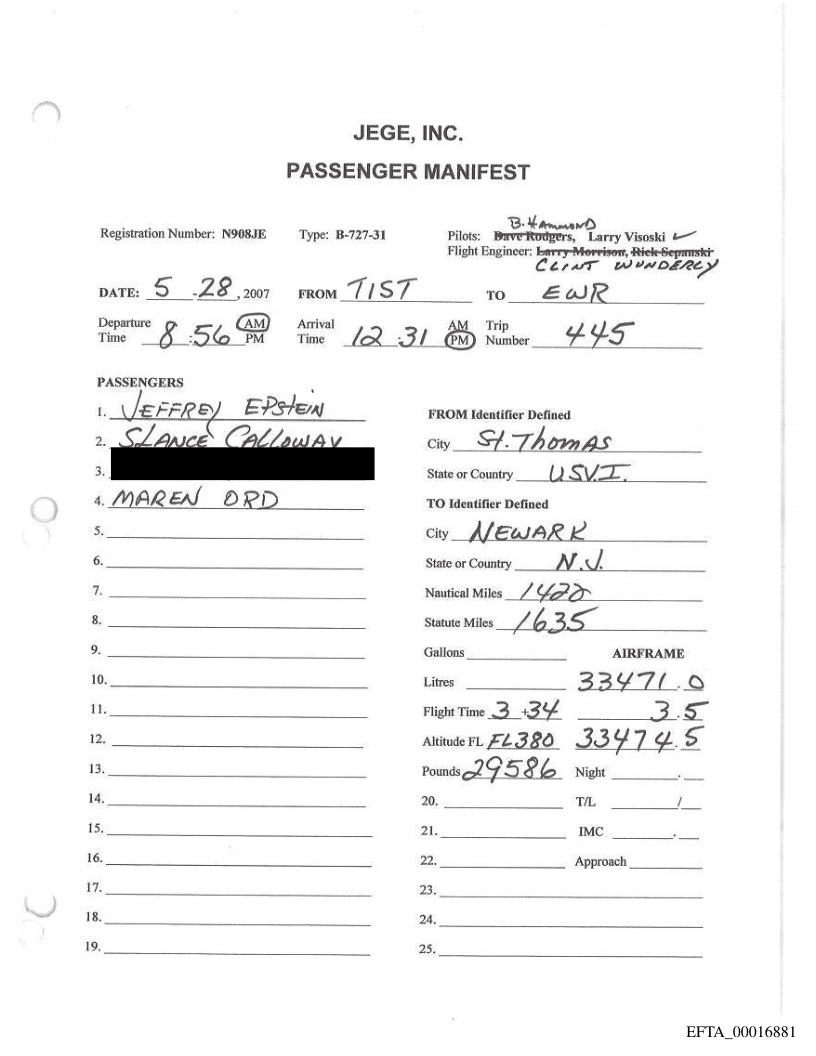 JEGE, INC.
PASSENGER MANIFEST
B. HAMMOND
Registration Number: N908JE Type: B-727-31 Pilots: Dave Rodgers, Larry Visoski ✓
Flight Engineer: Larry Morrison, Rick Sepanski
CLINT WUNDERLY
DATE: 5 - 28, 2007 FROM TIST TO EWR
Departure Time 8:56 AM PM Arrival Time 12:31 AM PM Trip Number 445
PASSENGERS
1. JEFFREY EPSTEIN
2. SLANCE CALLOWAY
3.
4. MAREN ORD
5.
6.
7.
8.
9.
10.
11.
12.
13.
14.
15.
16.
17.
18.
19.
FROM Identifier Defined
City St. THOMAS
State or Country USV.I.
TO Identifier Defined
City NEWARK
State or Country N.J.
Nautical Miles 1422
Statute Miles 1635
Gallons AIRFRAME
Litres 33471.0
Flight Time 3 +34 3.5
Altitude FL FL380 33474.5
Pounds 29586 Night .
20. T/L /
21. IMC .
22. Approach
23.
24.
25.
EFTA_00016881